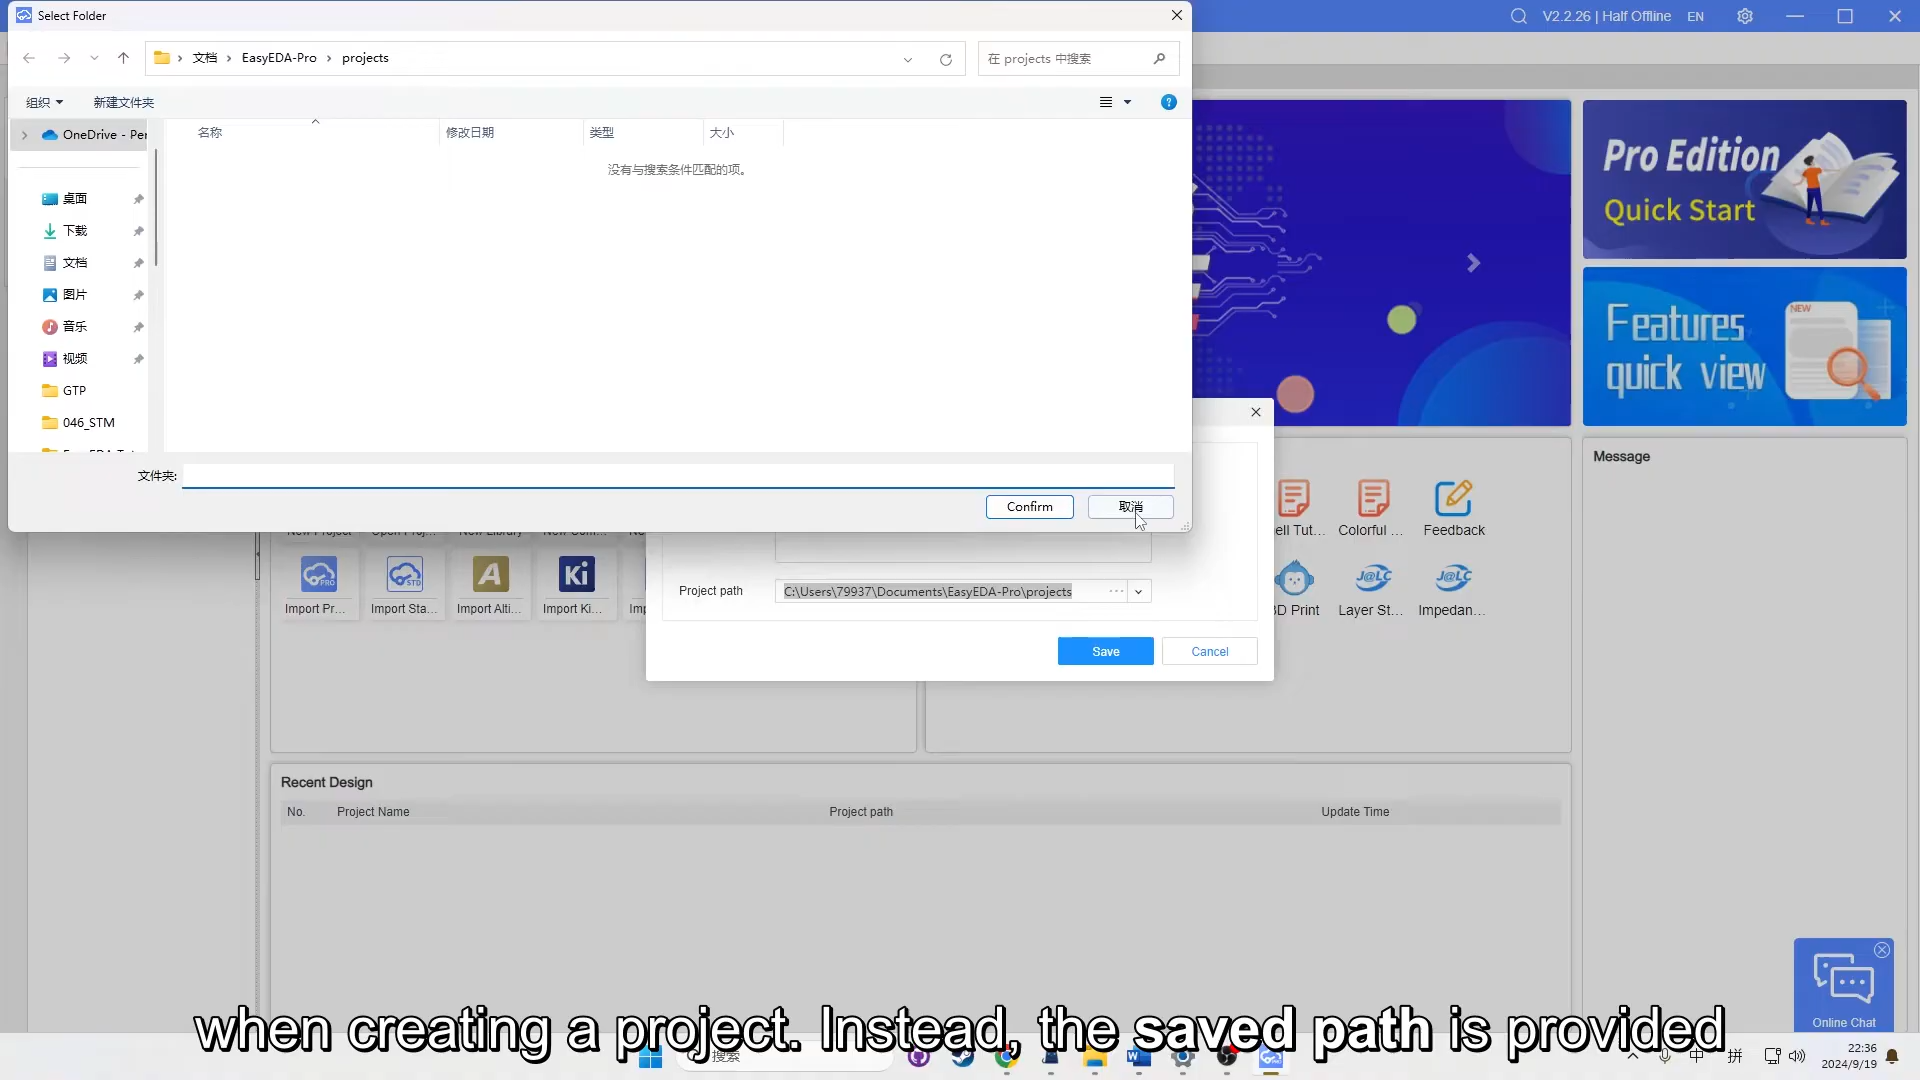 Select Folder
V2.2.26 | Half Offline EN
文档 > EasyEDA-Pro > projects
在 projects 中搜索
组织
新建文件夹
OneDrive - Per
名称 修改日期 类型 大小
没有与搜索条件匹配的项。
桌面
下载
文档
图片
音乐
视频
GTP
046_STM
文件夹:
Confirm
取消
Pro Edition
Quick Start
NEW
Features
quick view
Message
ell Tut...
Colorful ...
Feedback
PRO
STD
A
Ki
Import Pr...
Import Sta...
Import Alti...
Import Ki...
D Print
J@LC
Layer St...
J@LC
Impedan...
Project path
C:\Users\79937\Documents\EasyEDA-Pro\projects
Save
Cancel
Recent Design
No. Project Name Project path Update Time
Online Chat
when creating a project. Instead, the saved path is provided
搜索
中
拼
22:36
2024/9/19